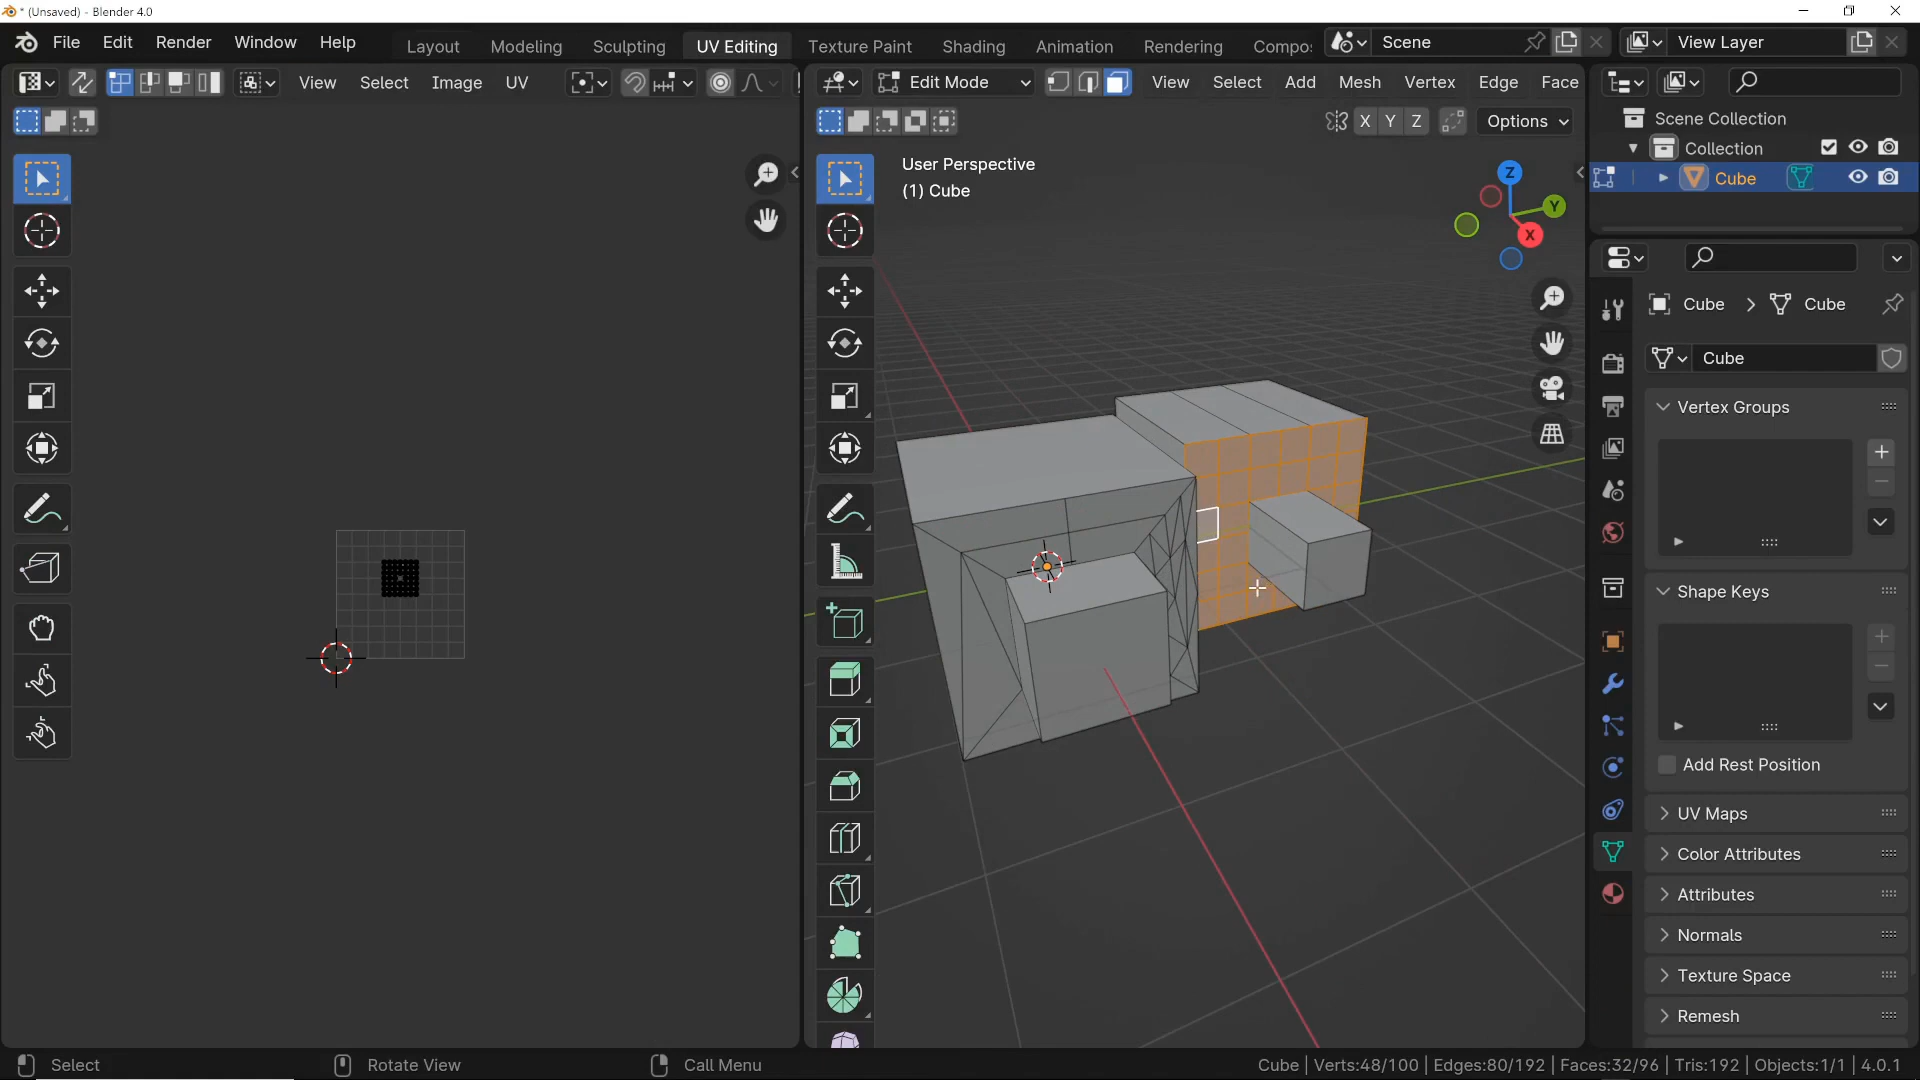 * (Unsaved) - Blender 4.0
File Edit Render Window Help
Layout Modeling Sculpting UV Editing Texture Paint Shading Animation Rendering Compo:
Scene
View Layer
View Select Image UV
Edit Mode
View Select Add Mesh Vertex Edge Face
X Y Z
Options
User Perspective
(1) Cube
Z
Y
X
Scene Collection
Collection
Cube
Cube > Cube
Cube
Vertex Groups
Shape Keys
Add Rest Position
UV Maps
Color Attributes
Attributes
Normals
Texture Space
Remesh
Select
Rotate View
Call Menu
Cube | Verts:48/100 | Edges:80/192 | Faces:32/96 | Tris:192 | Objects:1/1 | 4.0.1